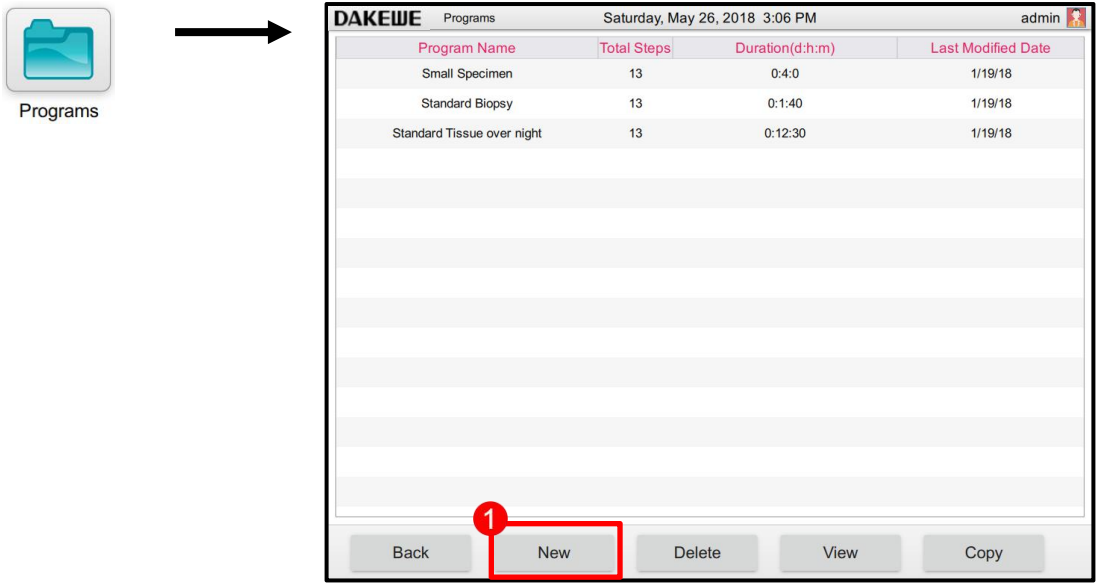 Programs
DAKEWE Programs Saturday, May 26, 2018 3:06 PM admin
Program Name Total Steps Duration(d:h:m) Last Modified Date
Small Specimen 13 0:4:0 1/19/18
Standard Biopsy 13 0:1:40 1/19/18
Standard Tissue over night 13 0:12:30 1/19/18
1
Back New Delete View Copy